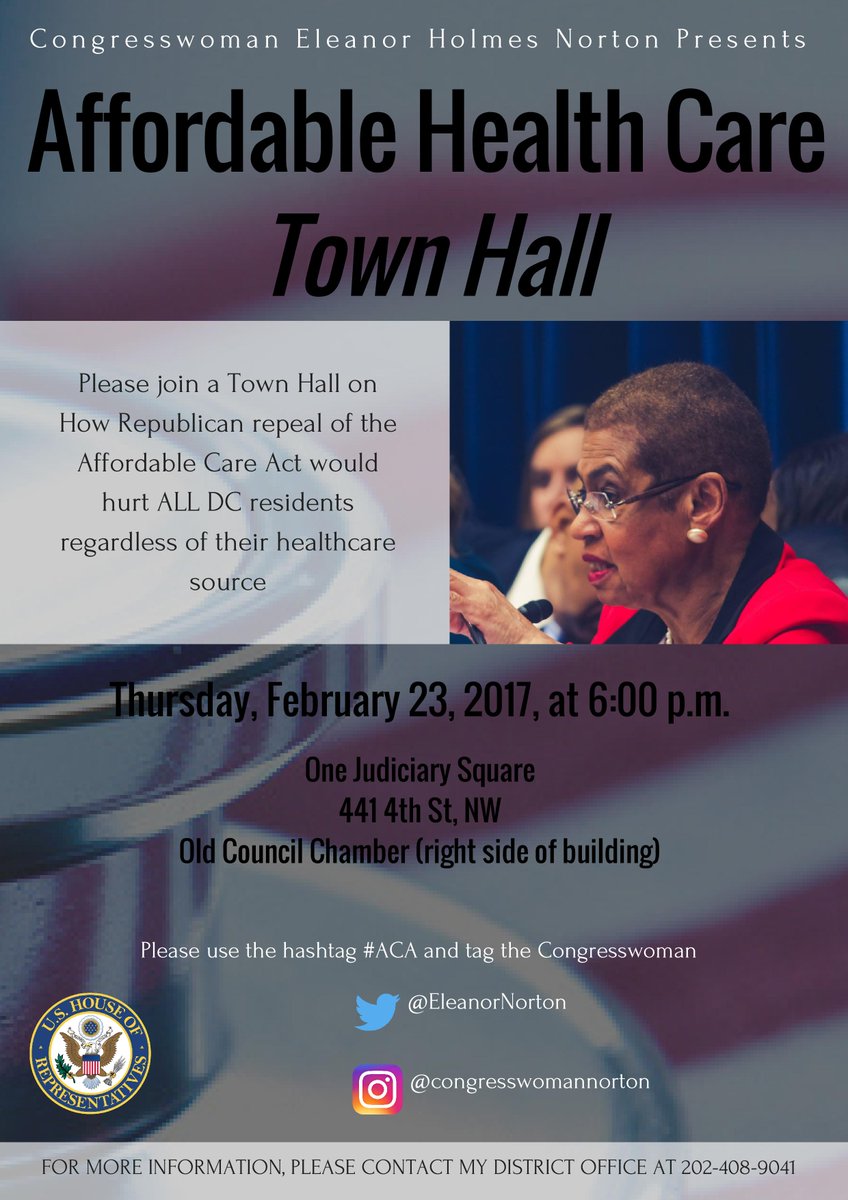 Congresswoman Eleanor Holmes Norton Presents
Affordable Health Care
Town Hall
Please join a Town Hall on
How Republican repeal of the
Affordable Care Act would
hurt ALL DC residents
regardless of their healthcare
source
Thursday, February 23, 2017, at 6:00 p.m.
One Judiciary Square
441 4th St, NW
Old Council Chamber (right side of building)
Please use the hashtag #ACA and tag the Congresswoman
@EleanorNorton
@congresswomannorton
U.S. HOUSE OF
REPRESENTATIVES
FOR MORE INFORMATION, PLEASE CONTACT MY DISTRICT OFFICE AT 202-408-9041